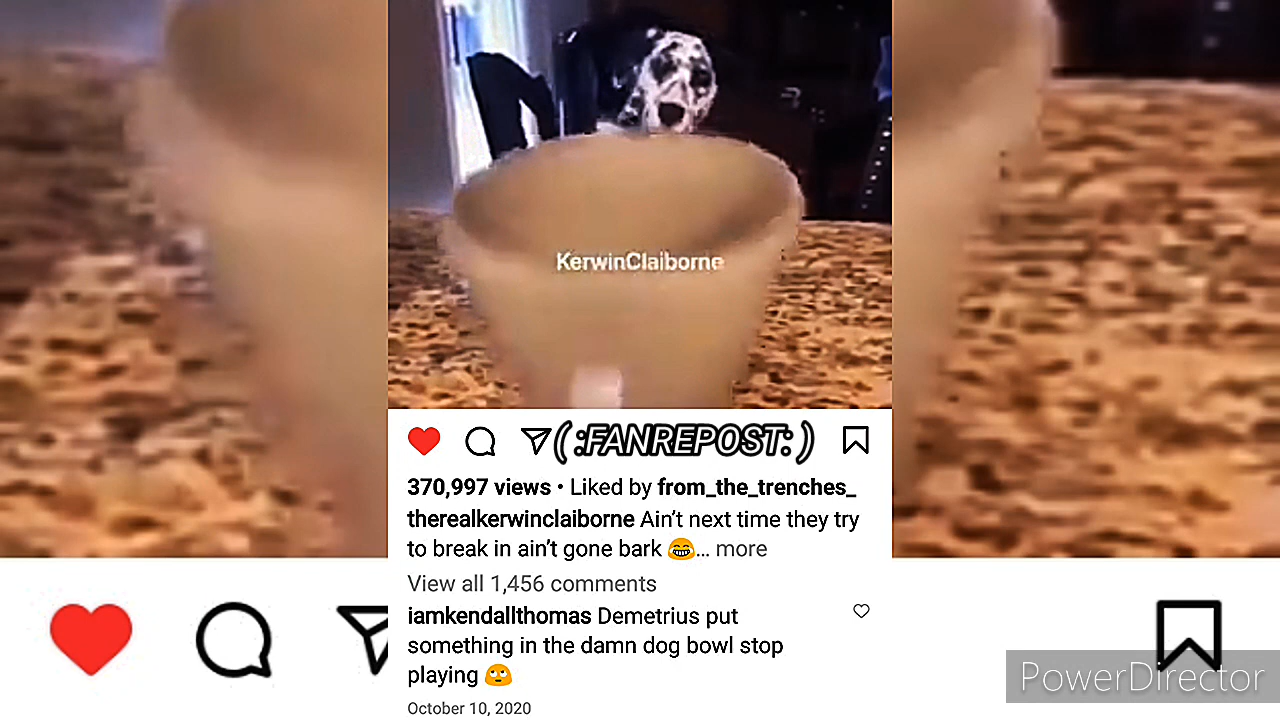 KerwinClaiborne
( :FANREPOST: )
370,997 views • Liked by from_the_trenches_
therealkerwinclaiborne Ain’t next time they try
to break in ain’t gone bark 😂... more
View all 1,456 comments
iamkendallthomas Demetrius put
something in the damn dog bowl stop
playing 🙄
October 10, 2020
PowerDirector